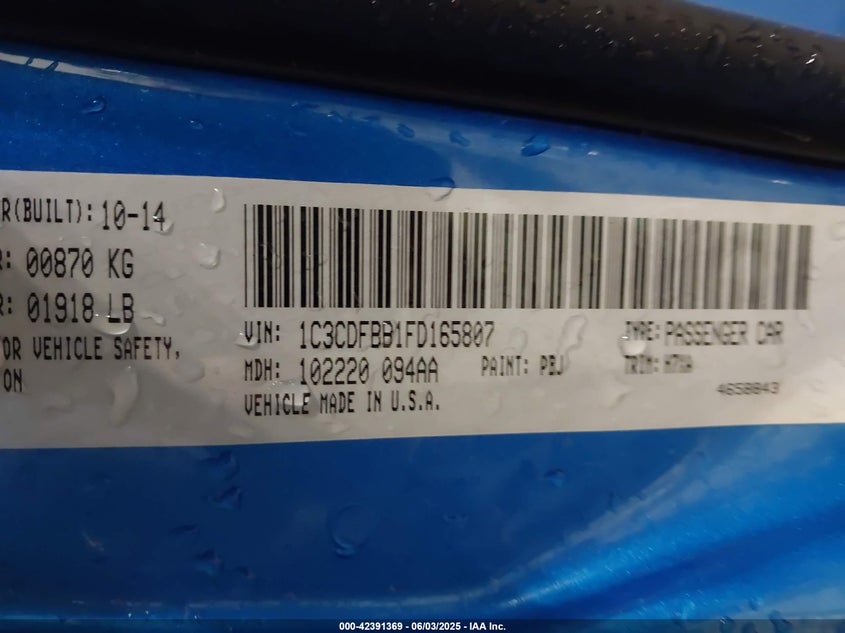 R(BUILT): 10-14
R: 00870 KG
R: 01918 LB
OR VEHICLE SAFETY,
ON
VIN: 1C3CDFBB1FD165807 TYPE: PASSENGER CAR
MDH: 102220 094AA PAINT: PBJ TRIM:
VEHICLE MADE IN U.S.A. 4658843
000-42391369 - 06/03/2025 - IAA Inc.